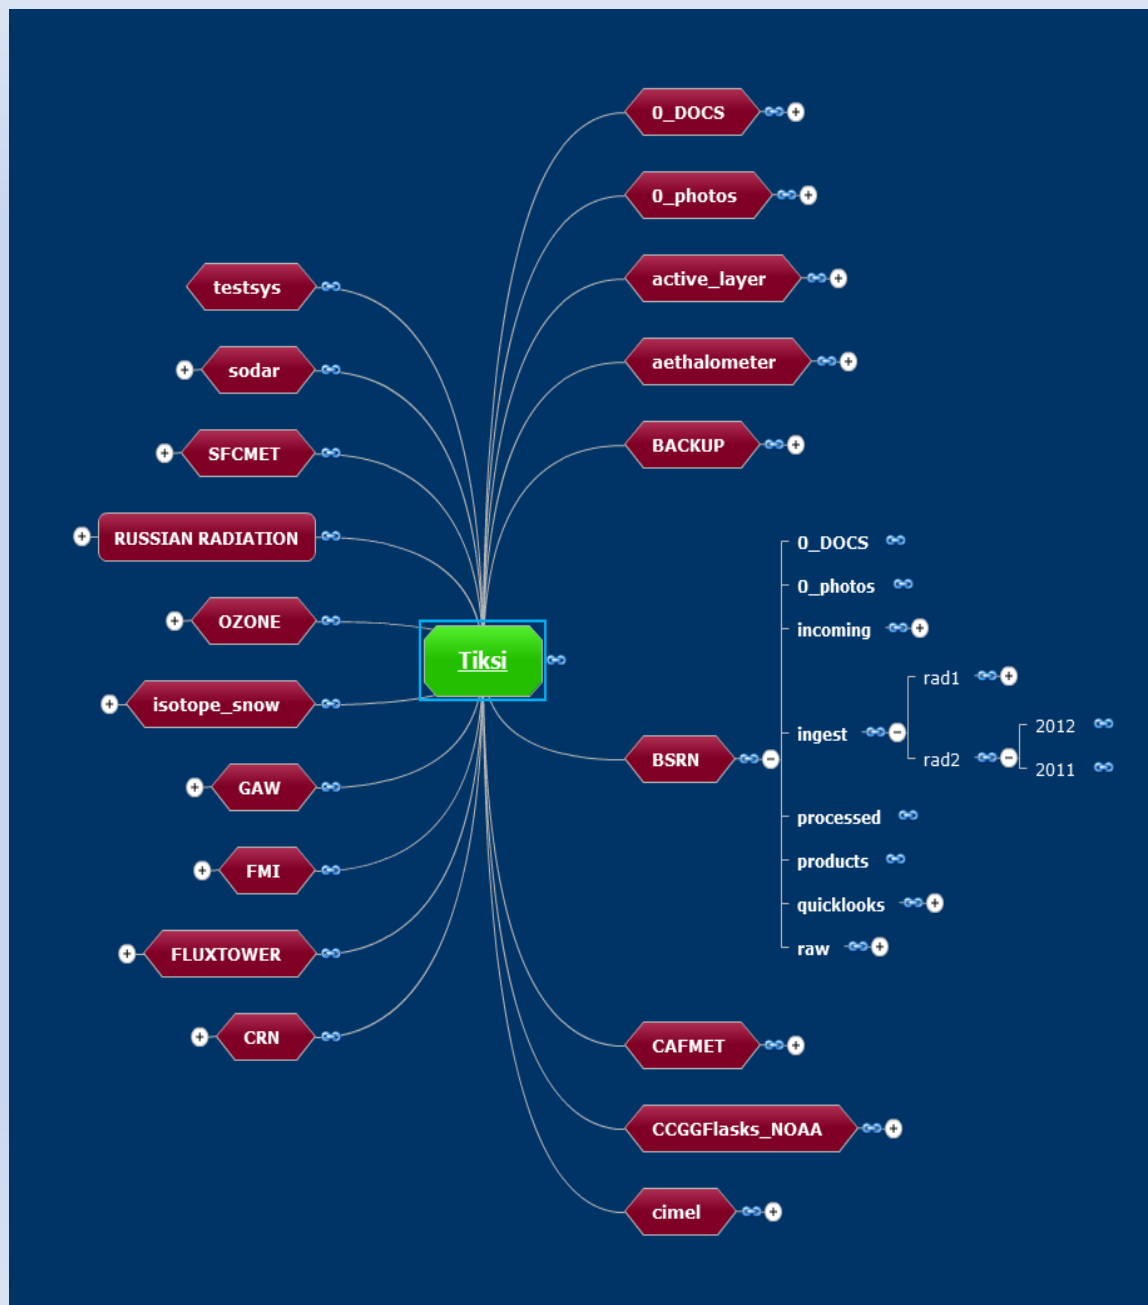 0_DOCS
0_photos
active_layer
aethalometer
BACKUP
testsys
sodar
SFCMET
RUSSIAN RADIATION
OZONE
isotope_snow
GAW
FMI
FLUXTOWER
CRN
Tiksi
BSRN
0_DOCS
0_photos
incoming
ingest
rad1
rad2
2012
2011
processed
products
quicklooks
raw
CAFMET
CCGGFlasks_NOAA
cimel